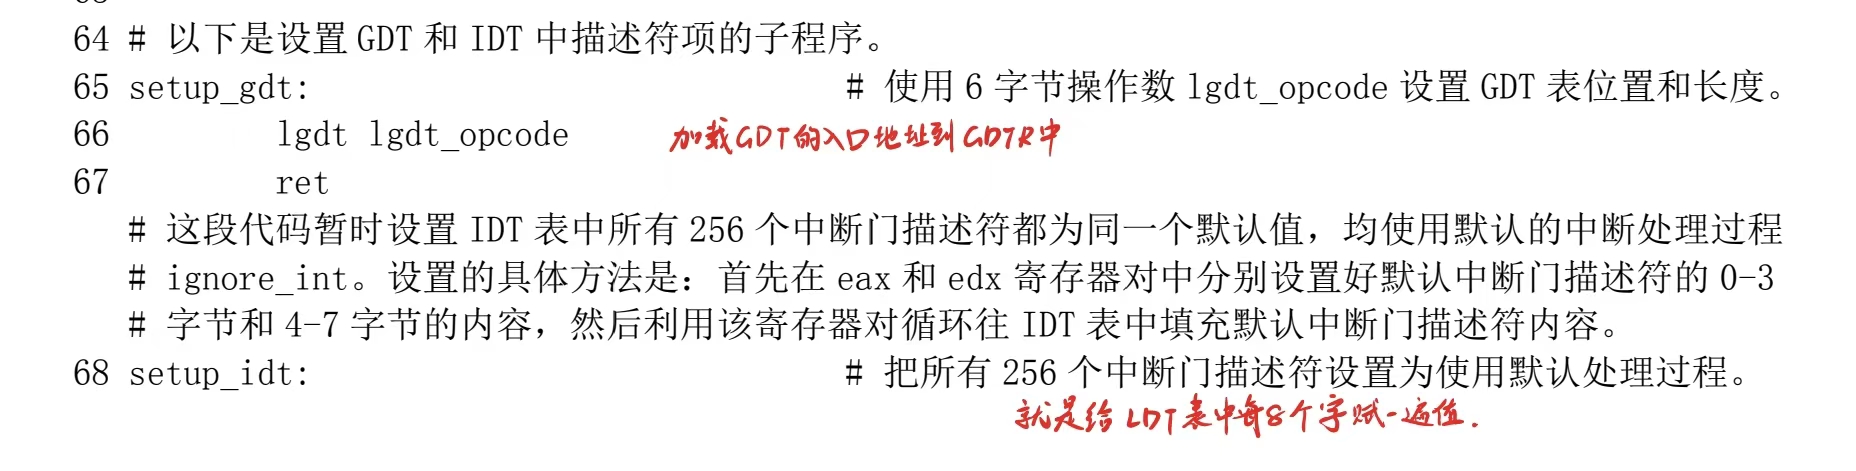 64 # 以下是设置 GDT 和 IDT 中描述符项的子程序。
65 setup_gdt: # 使用 6 字节操作数 lgdt_opcode 设置 GDT 表位置和长度。
66 lgdt lgdt_opcode 加载GDT的入口地址到GDTR中
67 ret
# 这段代码暂时设置 IDT 表中所有 256 个中断门描述符都为同一个默认值，均使用默认的中断处理过程
# ignore_int。设置的具体方法是：首先在 eax 和 edx 寄存器对中分别设置好默认中断门描述符的 0-3
# 字节和 4-7 字节的内容，然后利用该寄存器对循环往 IDT 表中填充默认中断门描述符内容。
68 setup_idt: # 把所有 256 个中断门描述符设置为使用默认处理过程。
就是给 LDT 表中每8个字赋一遍值.